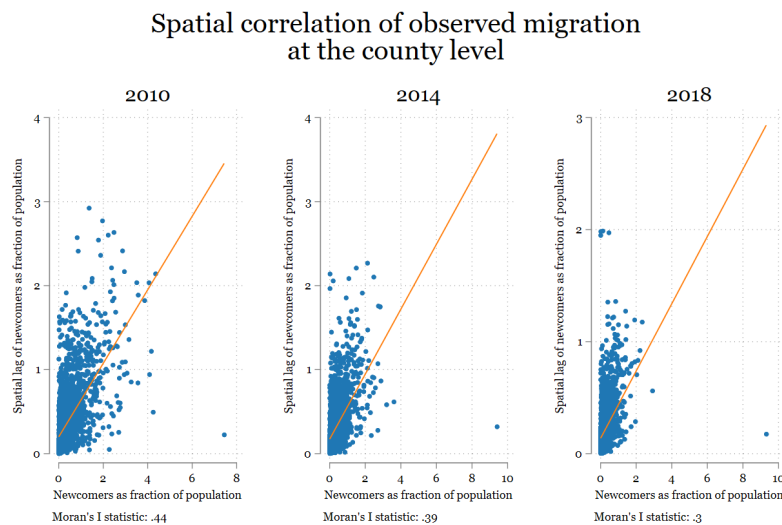 Spatial correlation of observed migration
at the county level
2010
Spatial lag of newcomers as fraction of population
4
3
2
1
0
0 2 4 6 8
Newcomers as fraction of population
Moran's I statistic: .44
2014
Spatial lag of newcomers as fraction of population
4
3
2
1
0
0 2 4 6 8 10
Newcomers as fraction of population
Moran's I statistic: .39
2018
Spatial lag of newcomers as fraction of population
3
2
1
0
0 2 4 6 8 10
Newcomers as fraction of population
Moran's I statistic: .3